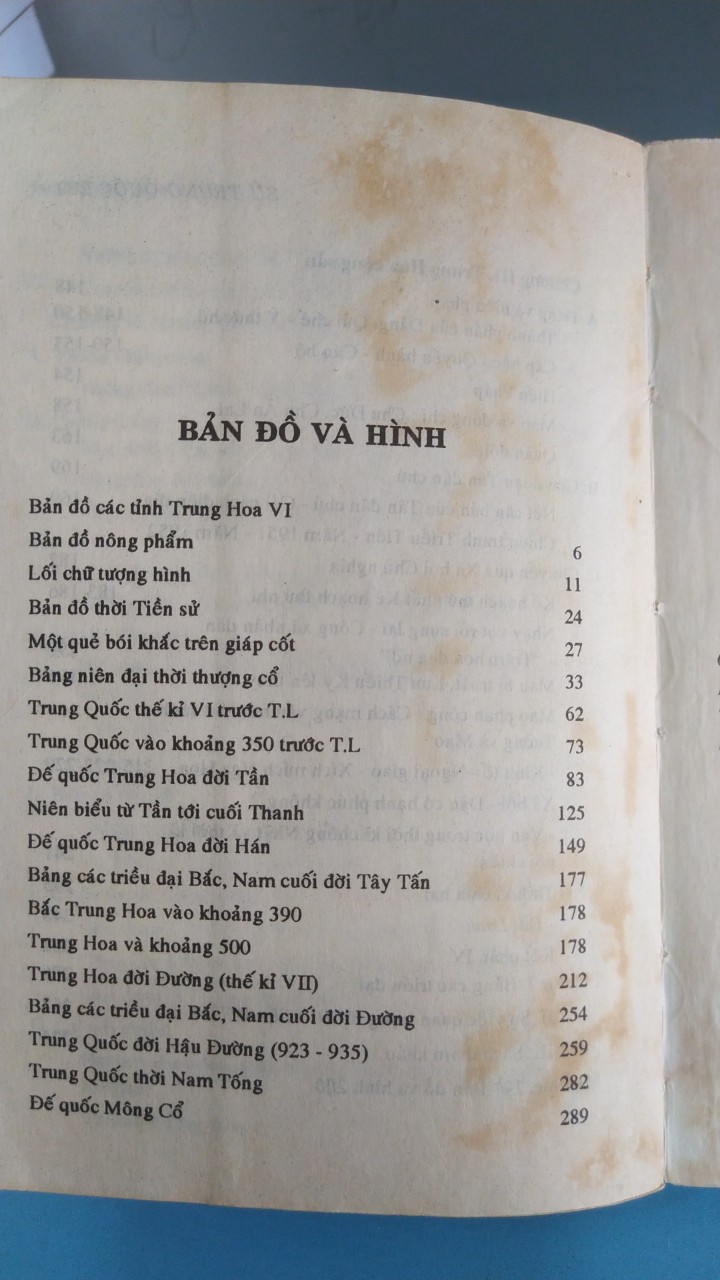 BẢN ĐỒ VÀ HÌNH
Bản đồ các tỉnh Trung Hoa VI
Bản đồ nông phẩm 6
Lối chữ tượng hình 11
Bản đồ thời Tiền sử 24
Một quẻ bói khắc trên giáp cốt 27
Bảng niên đại thời thượng cổ 33
Trung Quốc thế kỉ VI trước T.L 62
Trung Quốc vào khoảng 350 trước T.L 73
Đế quốc Trung Hoa đời Tần 83
Niên biểu từ Tần tới cuối Thanh 125
Đế quốc Trung Hoa đời Hán 149
Bảng các triều đại Bắc, Nam cuối đời Tây Tấn 177
Bắc Trung Hoa vào khoảng 390 178
Trung Hoa và khoảng 500 178
Trung Hoa đời Đường (thế kỉ VII) 212
Bảng các triều đại Bắc, Nam cuối đời Đường 254
Trung Quốc đời Hậu Đường (923 - 935) 259
Trung Quốc thời Nam Tống 282
Đế quốc Mông Cổ 289